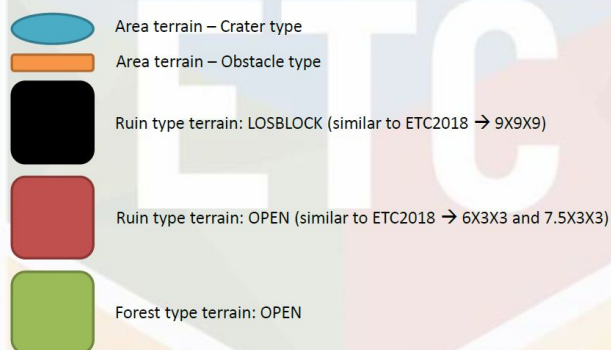 ETC
Area terrain – Crater type
Area terrain – Obstacle type
Ruin type terrain: LOSBLOCK (similar to ETC2018 → 9X9X9)
Ruin type terrain: OPEN (similar to ETC2018 → 6X3X3 and 7.5X3X3)
Forest type terrain: OPEN